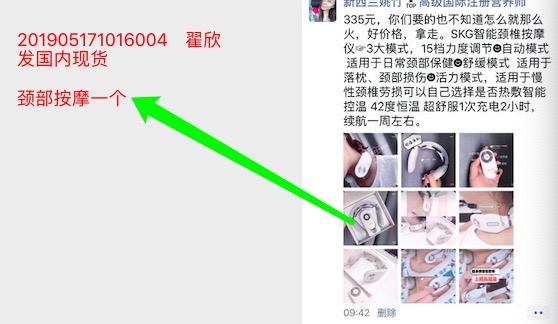 201905171016004 翟欣
发国内现货
颈部按摩一个
新西兰姚竹 TOP 高级国际注册营养师
335元，你们要的也不知道怎么就那么
火，好价格，拿走。SKG智能颈椎按摩
仪☞3大模式，15档力度调节☻自动模式
适用于日常颈部保健☻舒缓模式 适用于
落枕、颈部损伤☻活力模式，适用于慢
性颈椎劳损可以自己选择是否热敷智能
控温 42度恒温 超舒服1次充电2小时，
续航一周左右。
09:42 删除